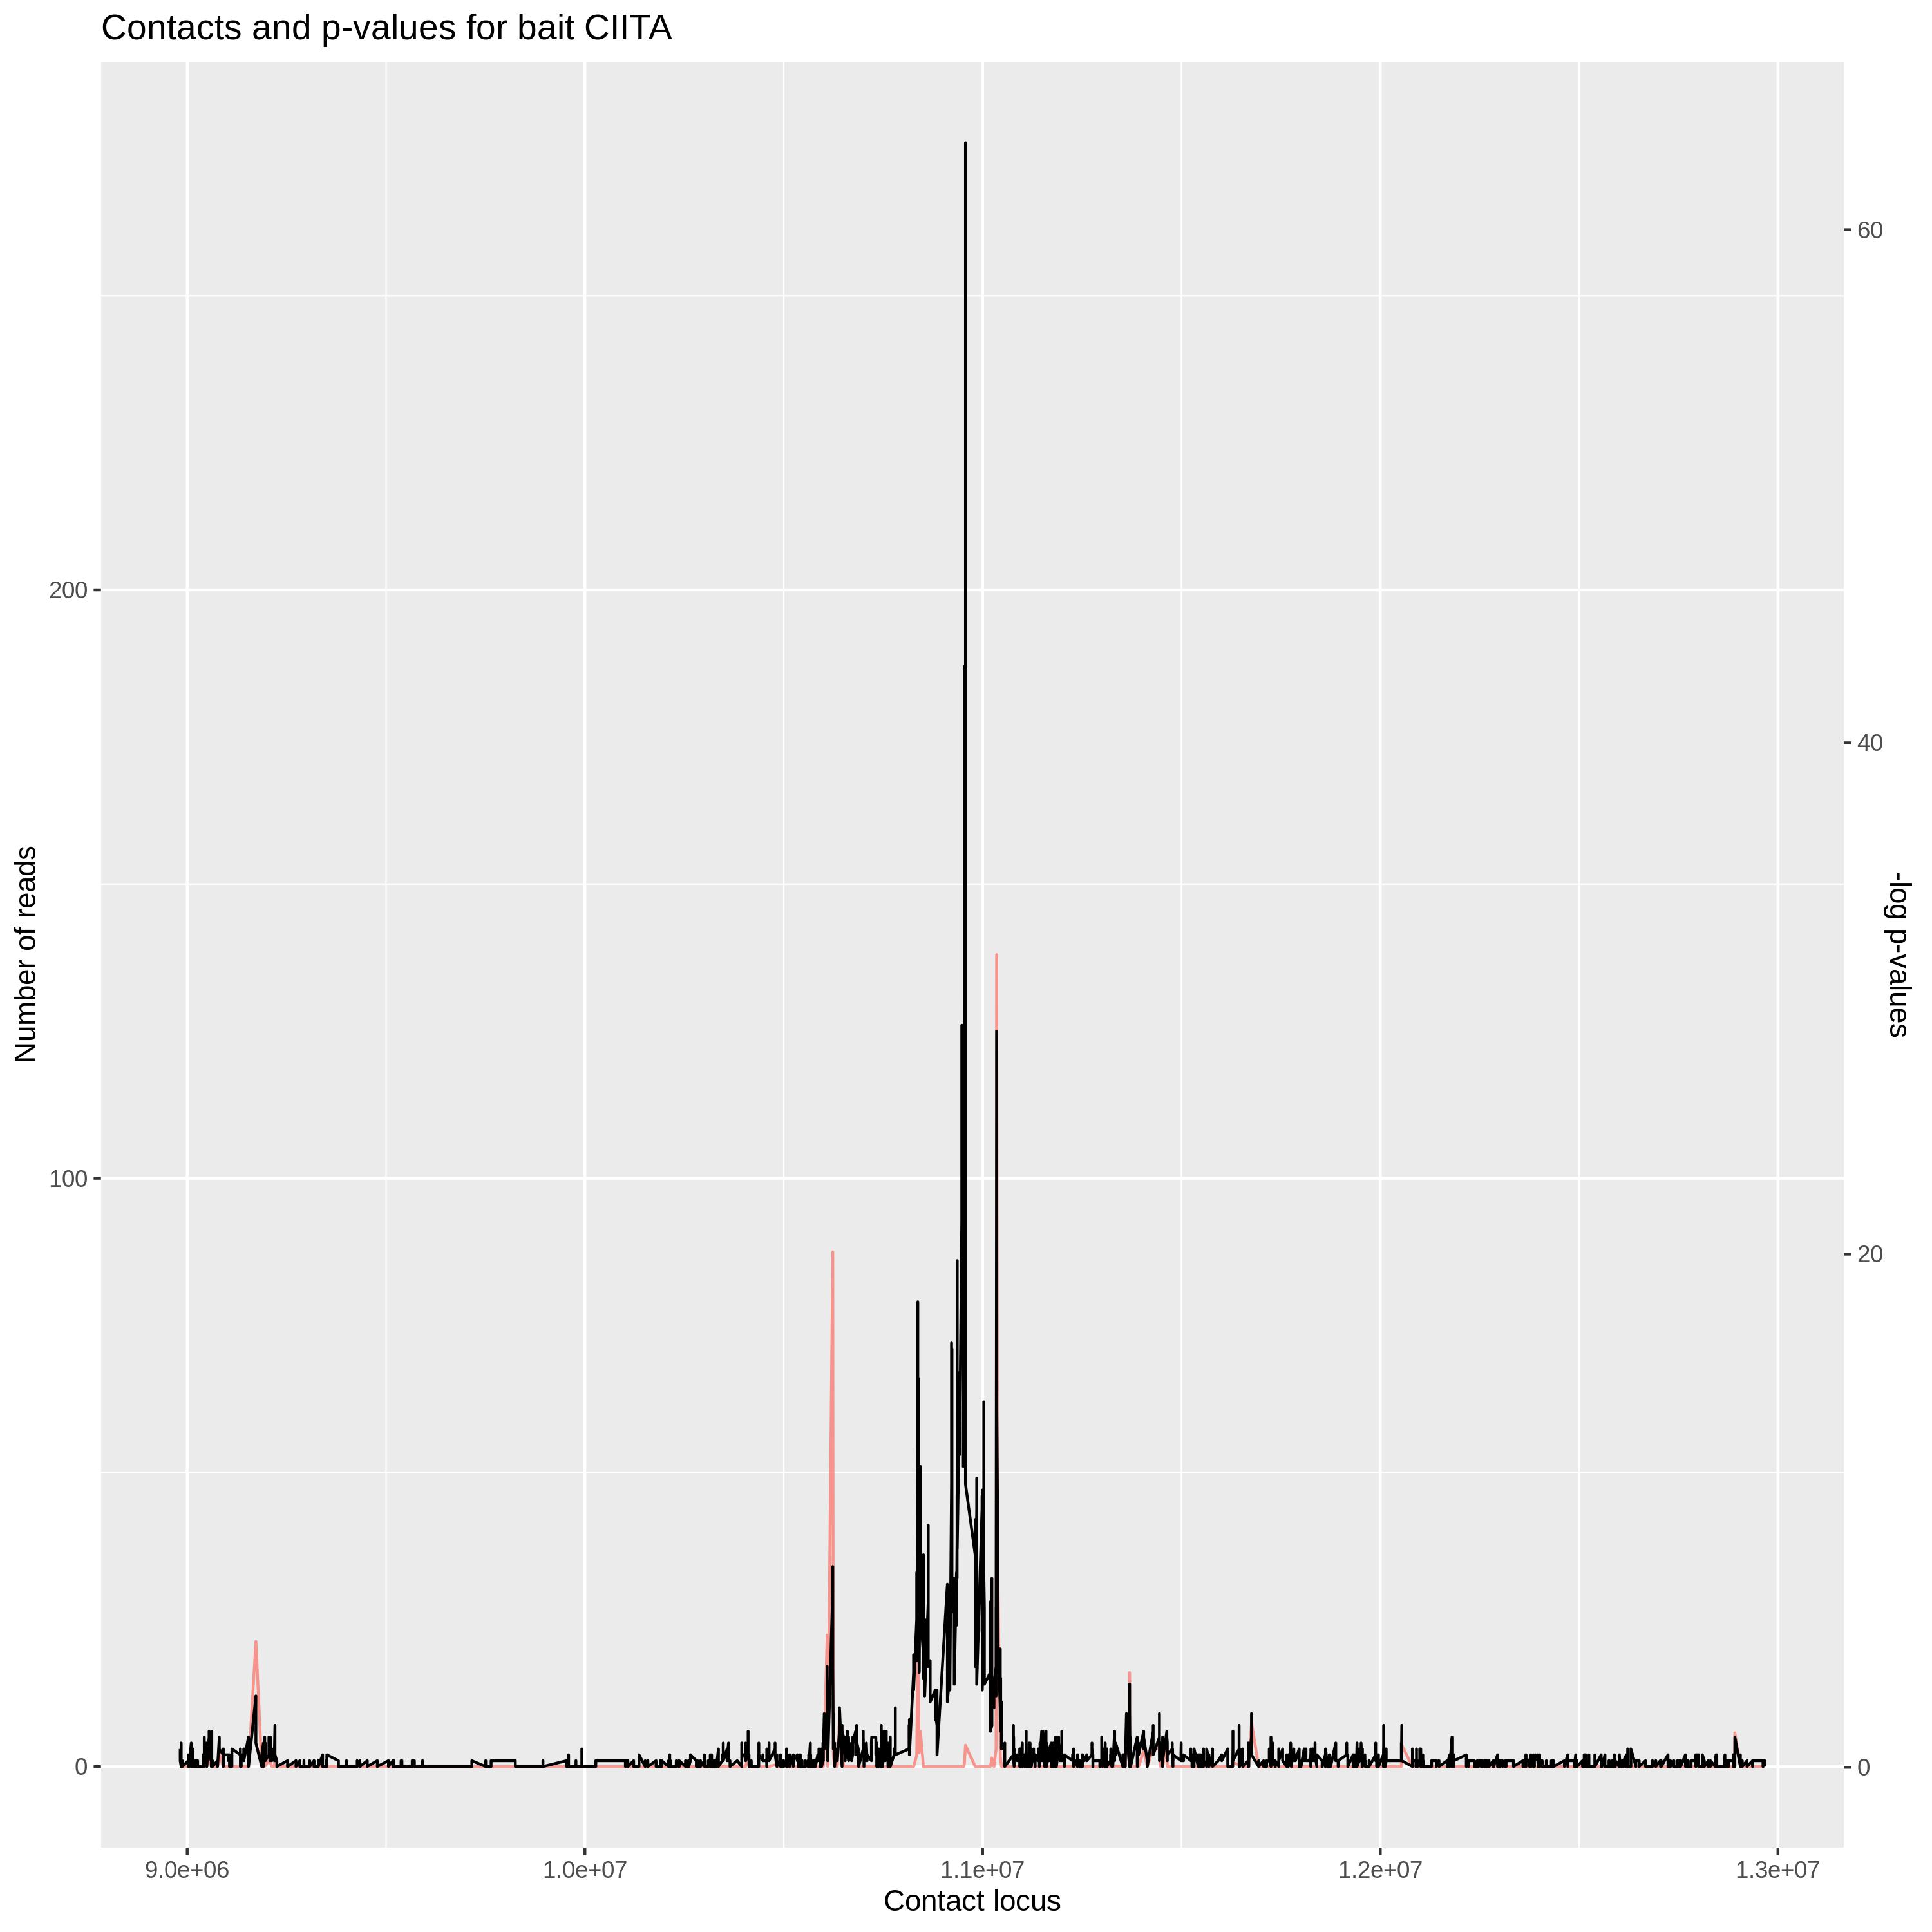 Contacts and p-values for bait CIITA
60
200
40
Number of reads
-log p-values
100
20
0
0
9.0e+06
1.0e+07
1.1e+07
1.2e+07
1.3e+07
Contact locus